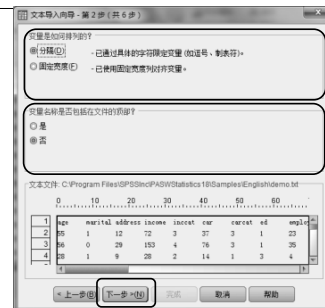 文本导入向导 - 第 2 步 (共 6 步)
变量是如何排列的?
分隔(D) - 已通过具体的字符限定变量 (如逗号、制表符)。
固定宽度(F) - 已使用固定宽度列对齐变量。
变量名称是否包括在文件的顶部?
是
否
文本文件: C:\Program Files\SPSSInc\PASWStatistics18\Samples\English\demo.txt
0 10 20 30 40 50 60
1 age marital address income inccat car carcat ed employ
2 55 1 12 72 3 37 3 1 23
3 56 0 29 153 4 76 3 1 35
4 28 1 9 28 2 14 1 3 4
< 上一步(B) 下一步 >(N) 完成 取消 帮助